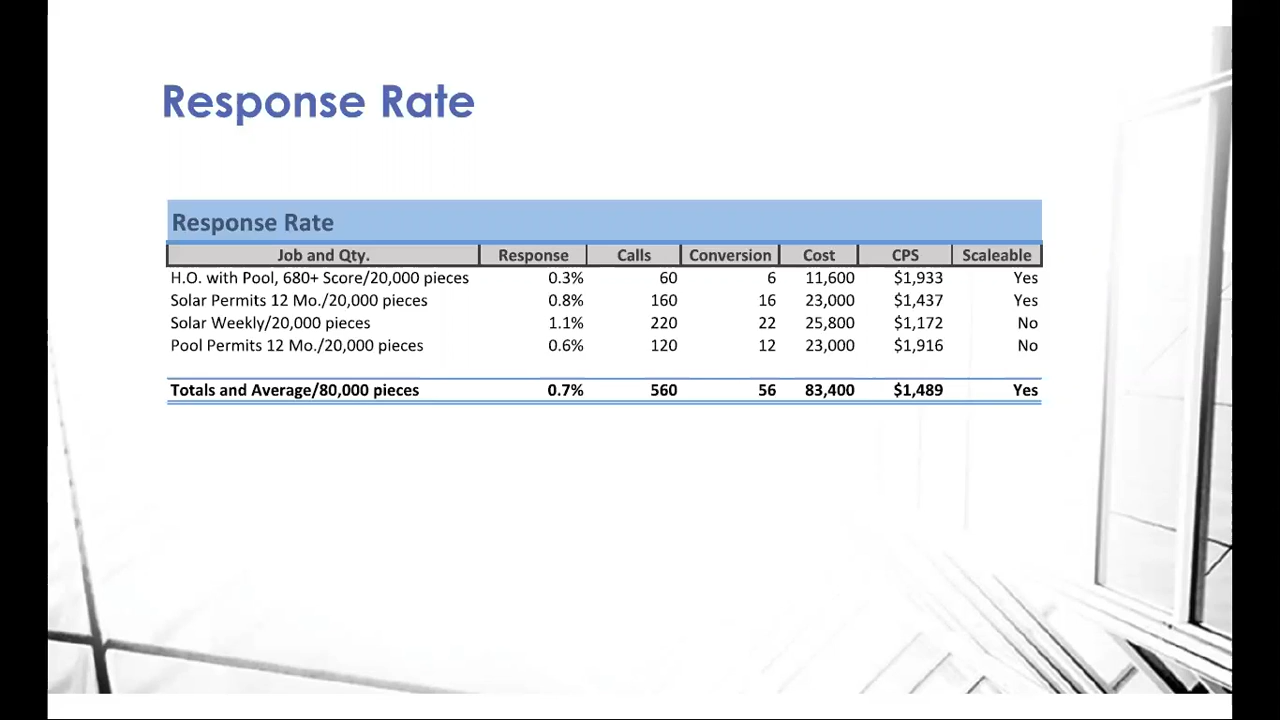 Response Rate
Response Rate
Job and Qty. Response Calls Conversion Cost CPS Scaleable
H.O. with Pool, 680+ Score/20,000 pieces 0.3% 60 6 11,600 $1,933 Yes
Solar Permits 12 Mo./20,000 pieces 0.8% 160 16 23,000 $1,437 Yes
Solar Weekly/20,000 pieces 1.1% 220 22 25,800 $1,172 No
Pool Permits 12 Mo./20,000 pieces 0.6% 120 12 23,000 $1,916 No
Totals and Average/80,000 pieces 0.7% 560 56 83,400 $1,489 Yes